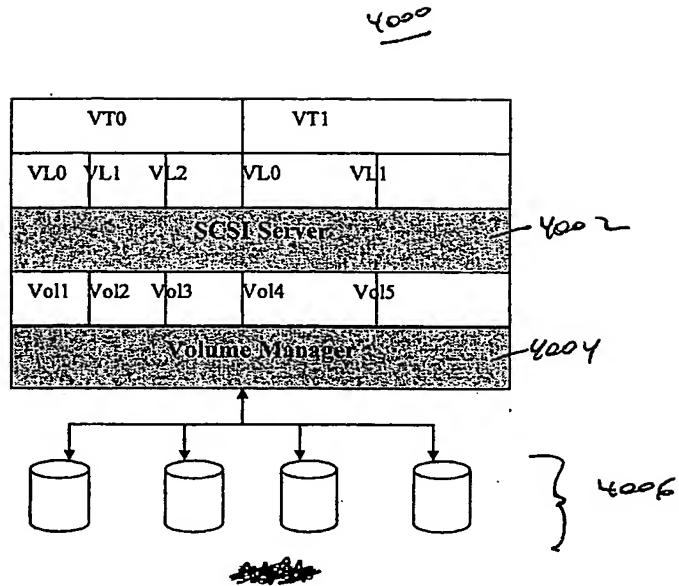 4000
VT0 VT1
VL0 VL1 VL2 VL0 VL1
SCSI Server
4002
Vol1 Vol2 Vol3 Vol4 Vol5
Volume Manager
4004
4006